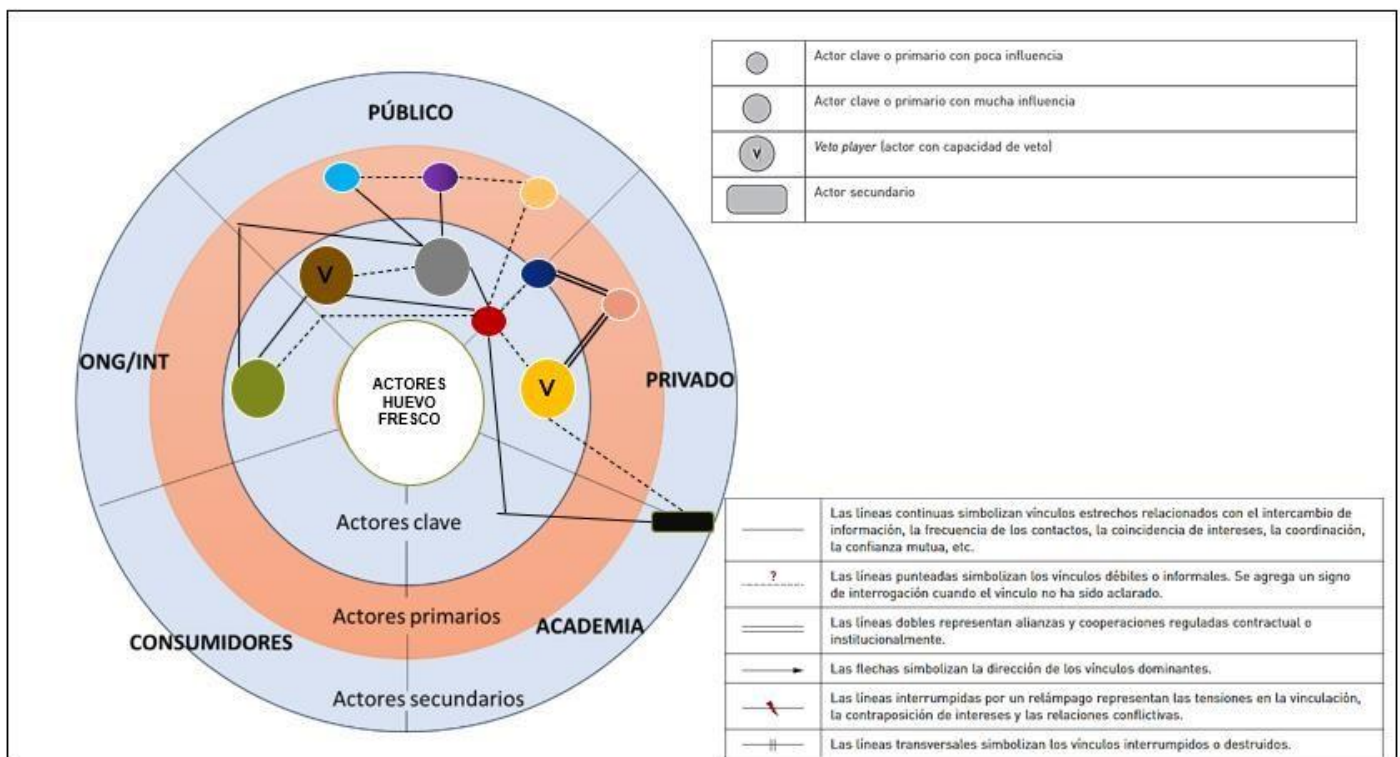 PÚBLICO
ONG/INT
PRIVADO
CONSUMIDORES
ACADEMIA
V
V
ACTORES
HUEVO
FRESCO
Actores clave
Actores primarios
Actores secundarios
Actor clave o primario con poca influencia
Actor clave o primario con mucha influencia
V
Veto player (actor con capacidad de veto)
Actor secundario
Las líneas continuas simbolizan vínculos estrechos relacionados con el intercambio de
información, la frecuencia de los contactos, la coincidencia de intereses, la coordinación,
la confianza mutua, etc.
?
Las líneas punteadas simbolizan los vínculos débiles o informales. Se agrega un signo
de interrogación cuando el vínculo no ha sido aclarado.
Las líneas dobles representan alianzas y cooperaciones reguladas contractual o
institucionalmente.
Las flechas simbolizan la dirección de los vínculos dominantes.
Las líneas interrumpidas por un relámpago representan las tensiones en la vinculación,
la contraposición de intereses y las relaciones conflictivas.
Las líneas transversales simbolizan los vínculos interrumpidos o destruidos.